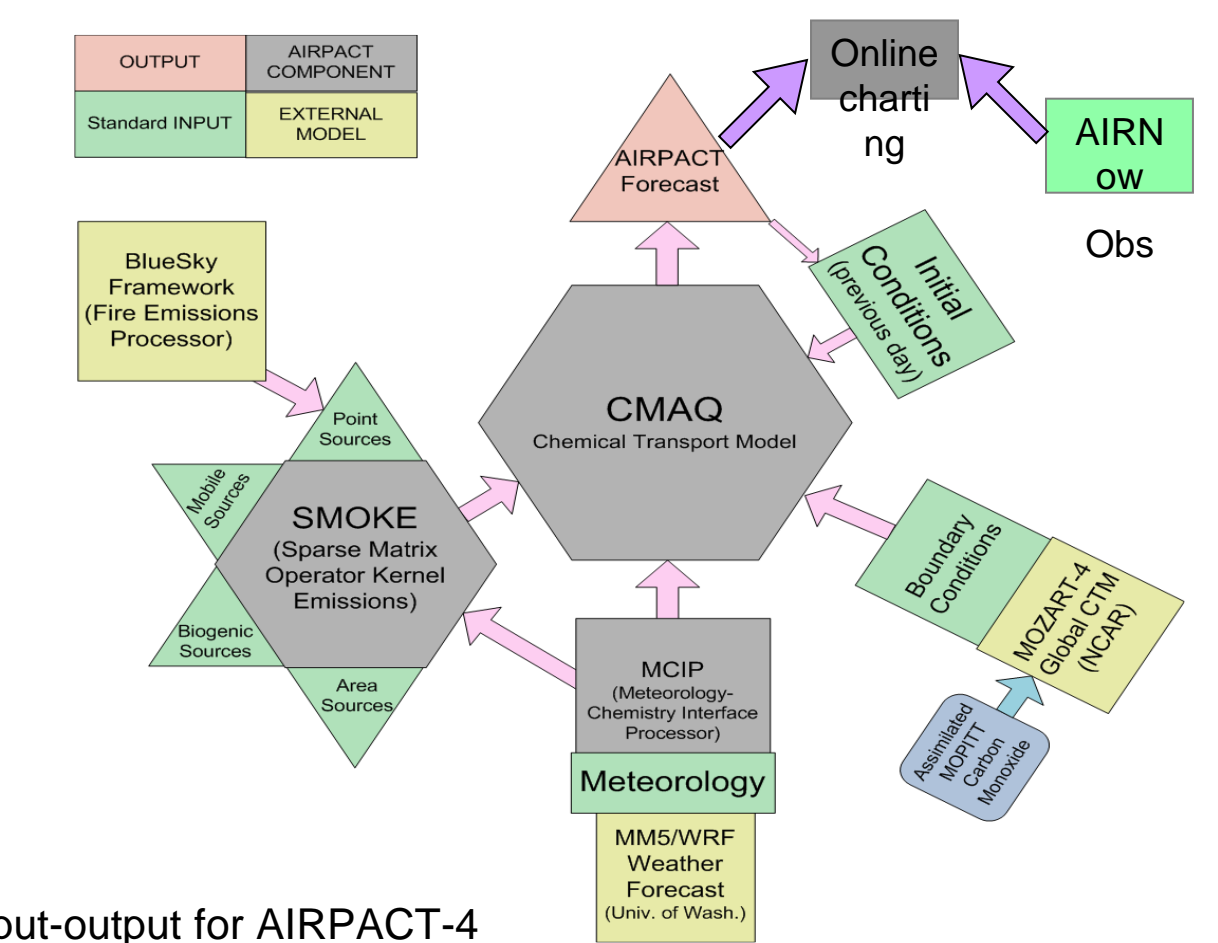 OUTPUT
AIRPACT
COMPONENT
Standard INPUT
EXTERNAL
MODEL
Online
charti
ng
AIRN
ow
Obs
AIRPACT
Forecast
Initial
Conditions
(previous day)
BlueSky
Framework
(Fire Emissions
Processor)
CMAQ
Chemical Transport Model
Point
Sources
Mobile
Sources
SMOKE
(Sparse Matrix
Operator Kernel
Emissions)
Biogenic
Sources
Area
Sources
Boundary
Conditions
MOZART-4
Global CTM
(NCAR)
Assimilated
MOPITT
Carbon
Monoxide
MCIP
(Meteorology-
Chemistry Interface
Processor)
Meteorology
MM5/WRF
Weather
Forecast
(Univ. of Wash.)
out-output for AIRPACT-4